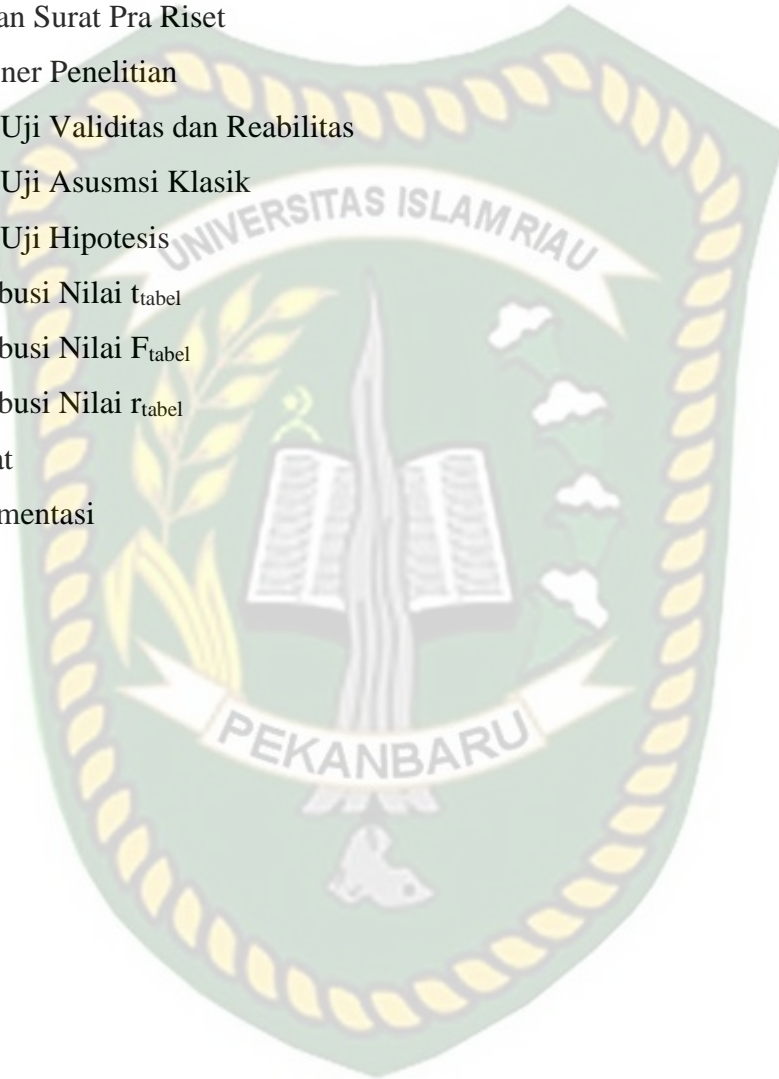 an Surat Pra Riset
ner Penelitian
Uji Validitas dan Reabilitas
Uji Asusmsi Klasik
Uji Hipotesis
busi Nilai ttabel
busi Nilai Ftabel
busi Nilai rtabel
at
mentasi
UNIVERSITAS ISLAM RIAU
PEKANBARU